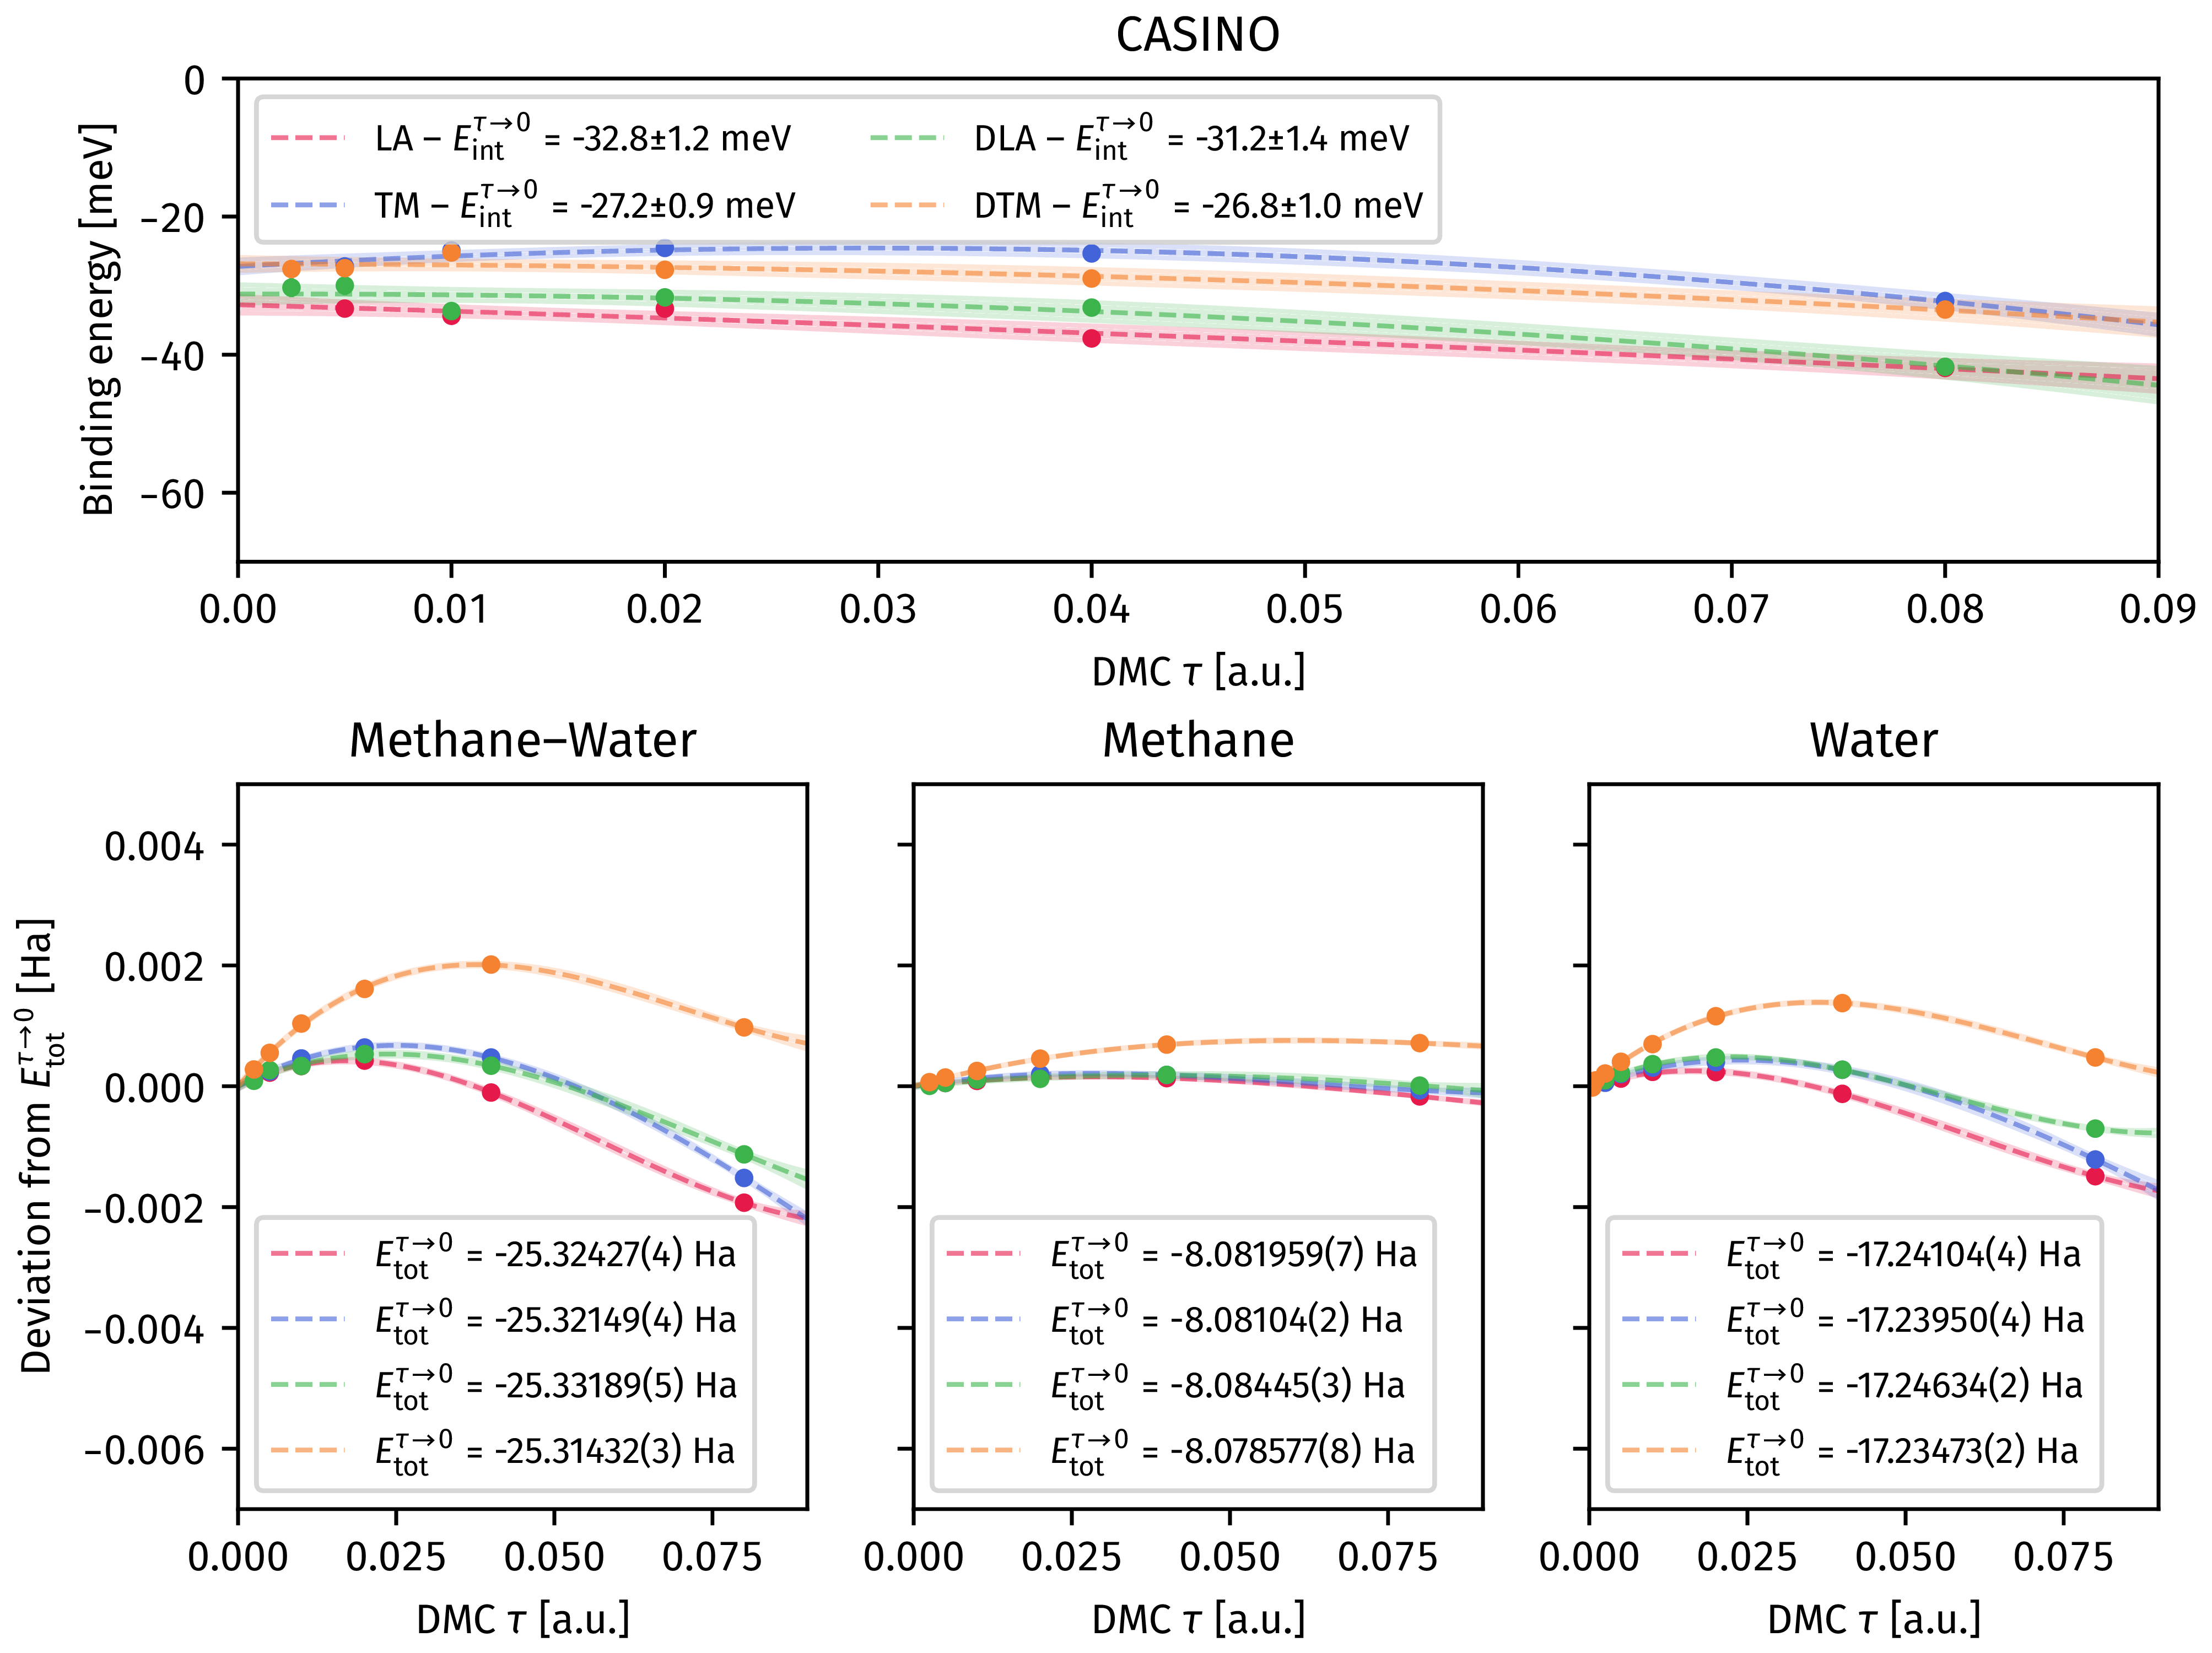 CASINO
Binding energy [meV]
0
−20
−40
−60
LA – E_int^{τ→0} = -32.8±1.2 meV
DLA – E_int^{τ→0} = -31.2±1.4 meV
TM – E_int^{τ→0} = -27.2±0.9 meV
DTM – E_int^{τ→0} = -26.8±1.0 meV
0.00 0.01 0.02 0.03 0.04 0.05 0.06 0.07 0.08 0.09
DMC τ [a.u.]
Methane–Water
Deviation from E_tot^{τ→0} [Ha]
0.004
0.002
0.000
−0.002
−0.004
−0.006
E_tot^{τ→0} = -25.32427(4) Ha
E_tot^{τ→0} = -25.32149(4) Ha
E_tot^{τ→0} = -25.33189(5) Ha
E_tot^{τ→0} = -25.31432(3) Ha
0.000 0.025 0.050 0.075
DMC τ [a.u.]
Methane
E_tot^{τ→0} = -8.081959(7) Ha
E_tot^{τ→0} = -8.08104(2) Ha
E_tot^{τ→0} = -8.08445(3) Ha
E_tot^{τ→0} = -8.078577(8) Ha
0.000 0.025 0.050 0.075
DMC τ [a.u.]
Water
E_tot^{τ→0} = -17.24104(4) Ha
E_tot^{τ→0} = -17.23950(4) Ha
E_tot^{τ→0} = -17.24634(2) Ha
E_tot^{τ→0} = -17.23473(2) Ha
0.000 0.025 0.050 0.075
DMC τ [a.u.]